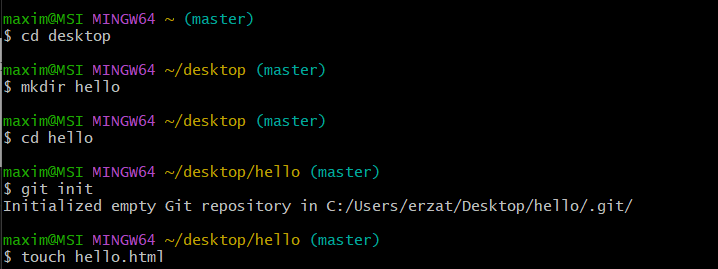 maxim@MSI MINGW64 ~ (master)
$ cd desktop
maxim@MSI MINGW64 ~/desktop (master)
$ mkdir hello
maxim@MSI MINGW64 ~/desktop (master)
$ cd hello
maxim@MSI MINGW64 ~/desktop/hello (master)
$ git init
Initialized empty Git repository in C:/Users/erzat/Desktop/hello/.git/
maxim@MSI MINGW64 ~/desktop/hello (master)
$ touch hello.html